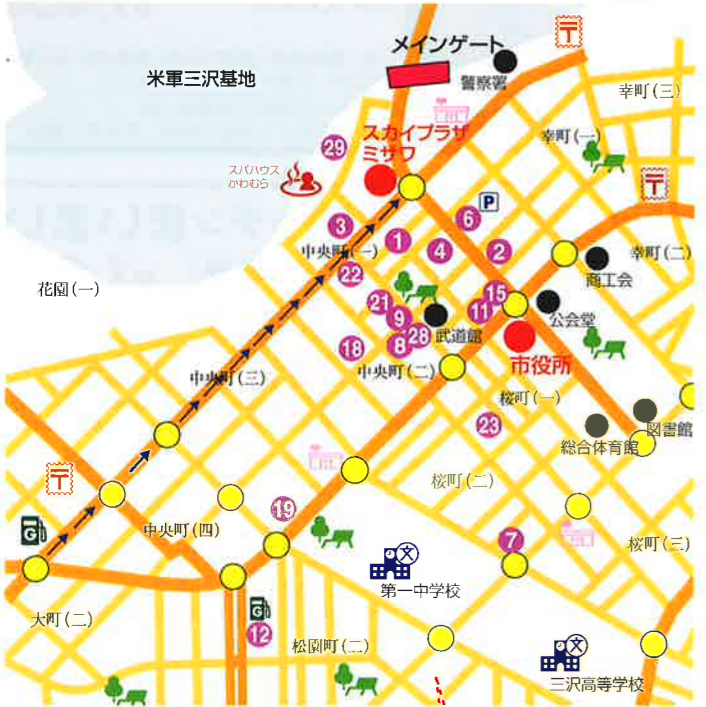 メインゲート
米軍三沢基地
警察署
幸町(三)
スカイプラザ
ミサワ
幸町(一)
29
スパハウス
かわむら
P
6
3
1
4
2
中央町(一)
幸町(二)
22
商工会
花園(一)
21
15
9
11
公会堂
28
武道館
18
8
市役所
中央町(三)
中央町(二)
桜町(一)
23
図書館
総合体育館
桜町(二)
19
中央町(四)
7
桜町(三)
G
文
第一中学校
G
大町(二)
12
松園町(二)
文
三沢高等学校